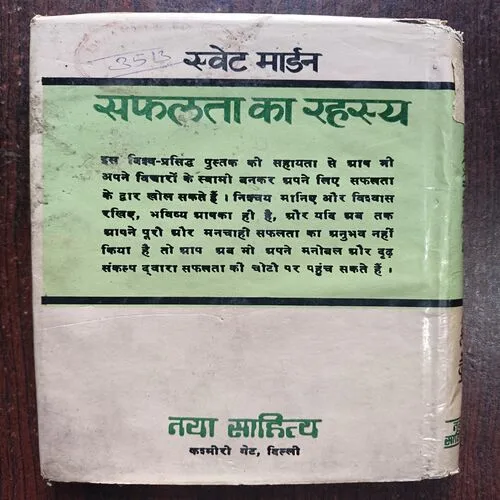 3513
स्वेट मार्डन
सफलता का रहस्य
इस विश्व-प्रसिद्ध पुस्तक की सहायता से आप भी
अपने विचारों के स्वामी बनकर अपने लिए सफलता
के द्वार खोल सकते हैं । निश्चय मानिए और विश्वास
रखिए, भविष्य आपका ही है, और यदि अब तक
आपने पूरी और मनचाही सफलता का अनुभव नहीं
किया है तो आप अब भी अपने मनोबल और दृढ़
संकल्प द्वारा सफलता की चोटी पर पहुंच सकते हैं ।
नया साहित्य
कश्मीरी गेट, दिल्ली
नया